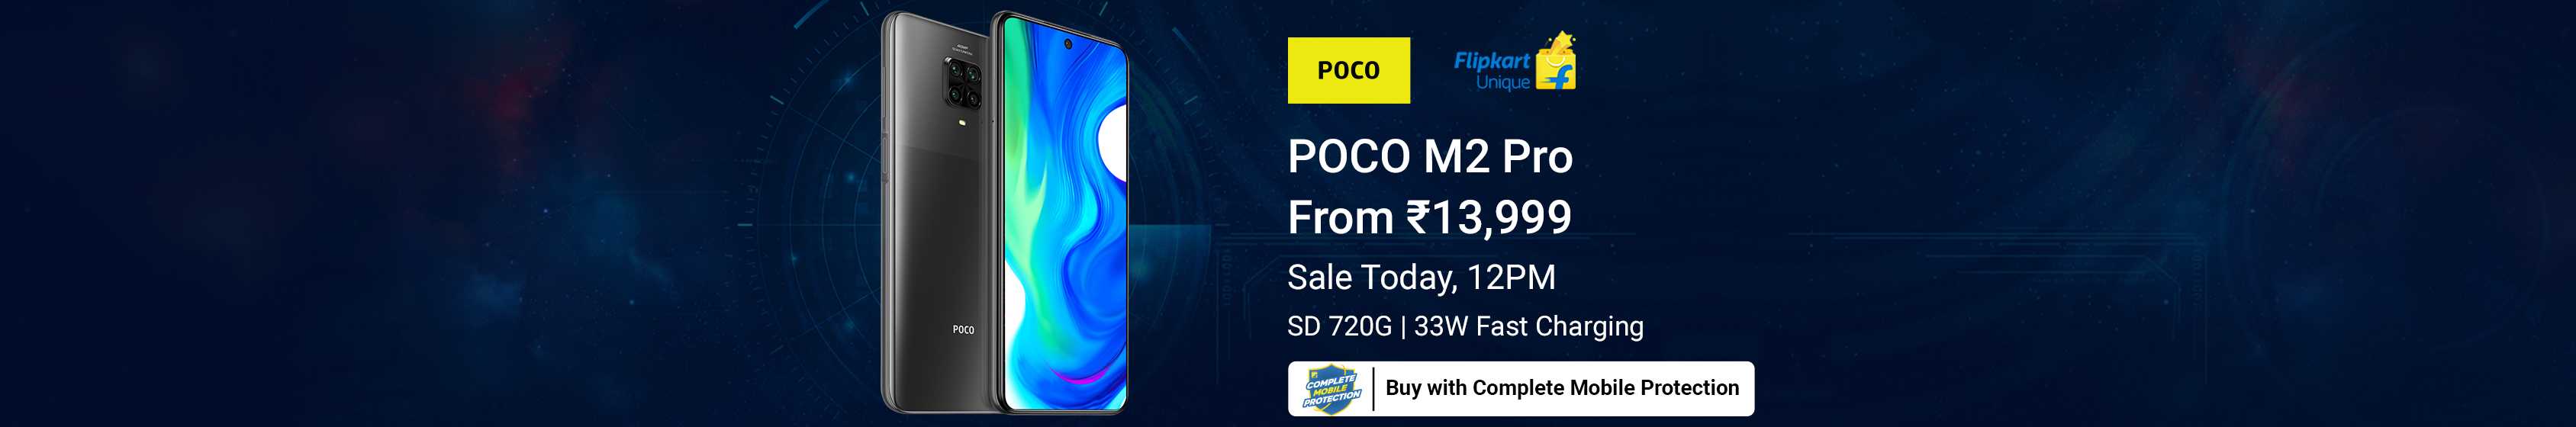 POCO
Flipkart
Unique
POCO M2 Pro
From ₹13,999
Sale Today, 12PM
SD 720G | 33W Fast Charging
COMPLETE
MOBILE
PROTECTION
Buy with Complete Mobile Protection
POCO